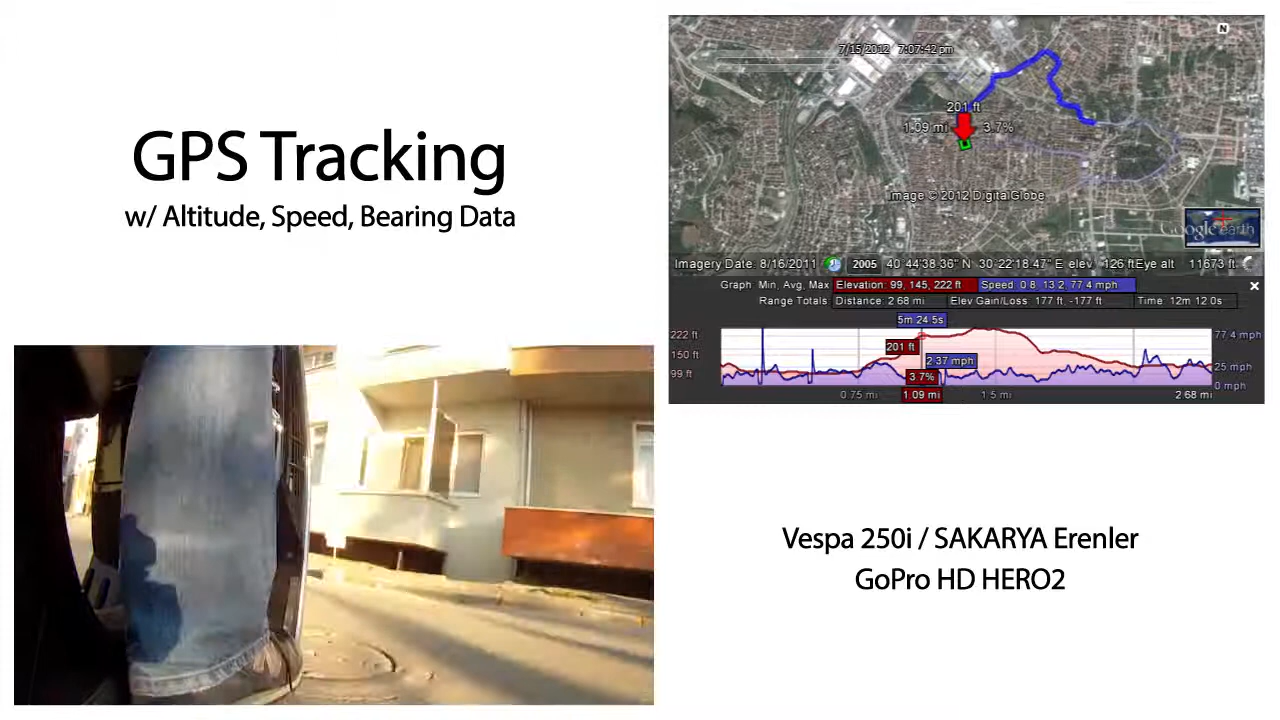 GPS Tracking
w/ Altitude, Speed, Bearing Data
N
7/15/2012 7:07:42 pm
201 ft
1.09 mi 3.7%
Image © 2012 DigitalGlobe
Google earth
Imagery Date: 8/16/2011 2005 40°44'38.36" N 30°22'18.47" E elev 126 ft Eye alt 11673 ft
Graph: Min, Avg, Max Elevation: 99, 145, 222 ft Speed: 0.8, 13.2, 77.4 mph
Range Totals Distance: 2.68 mi Elev Gain/Loss: 177 ft, -177 ft Time: 12m 12.0s
5m 24.5s
222 ft 77.4 mph
201 ft
150 ft 2.37 mph
25 mph
99 ft 3.7%
0 mph
0.75 mi 1.09 mi 1.5 mi 2.68 mi
Vespa 250i / SAKARYA Erenler
GoPro HD HERO2